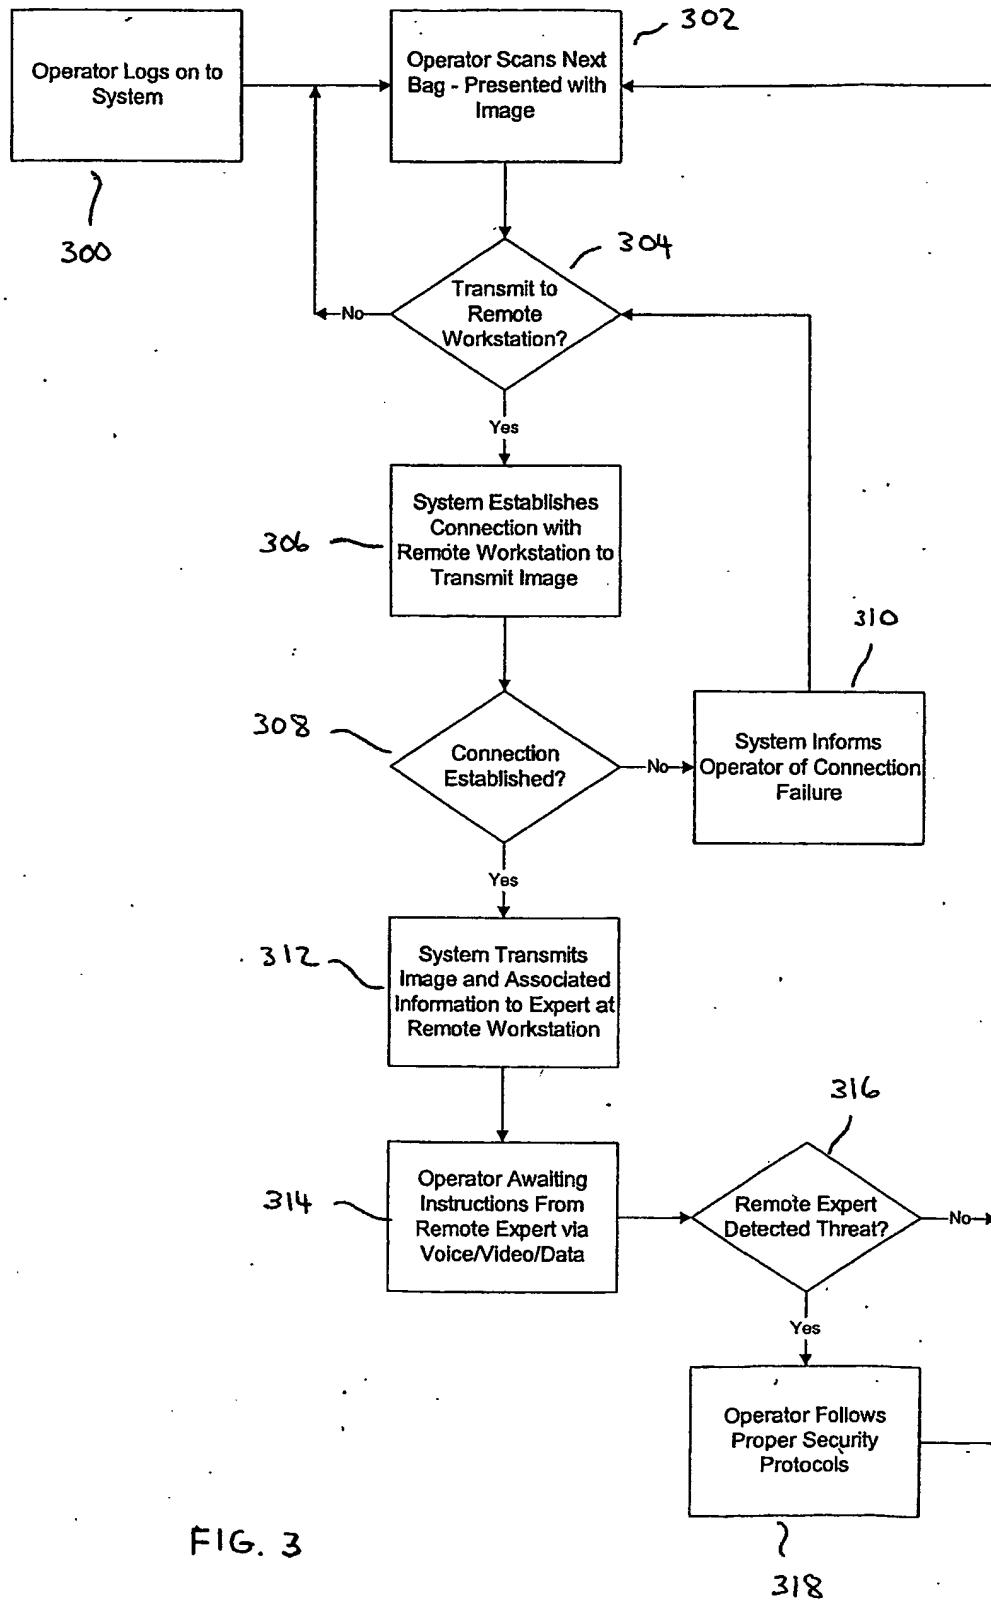 302
Operator Logs on to
System
Operator Scans Next
Bag - Presented with
Image
300
304
Transmit to
Remote
Workstation?
No
Yes
306
System Establishes
Connection with
Remote Workstation to
Transmit Image
310
308
Connection
Established?
No
System Informs
Operator of Connection
Failure
Yes
312
System Transmits
Image and Associated
Information to Expert at
Remote Workstation
316
314
Operator Awaiting
Instructions From
Remote Expert via
Voice/Video/Data
Remote Expert
Detected Threat?
No
Yes
Operator Follows
Proper Security
Protocols
FIG. 3
318